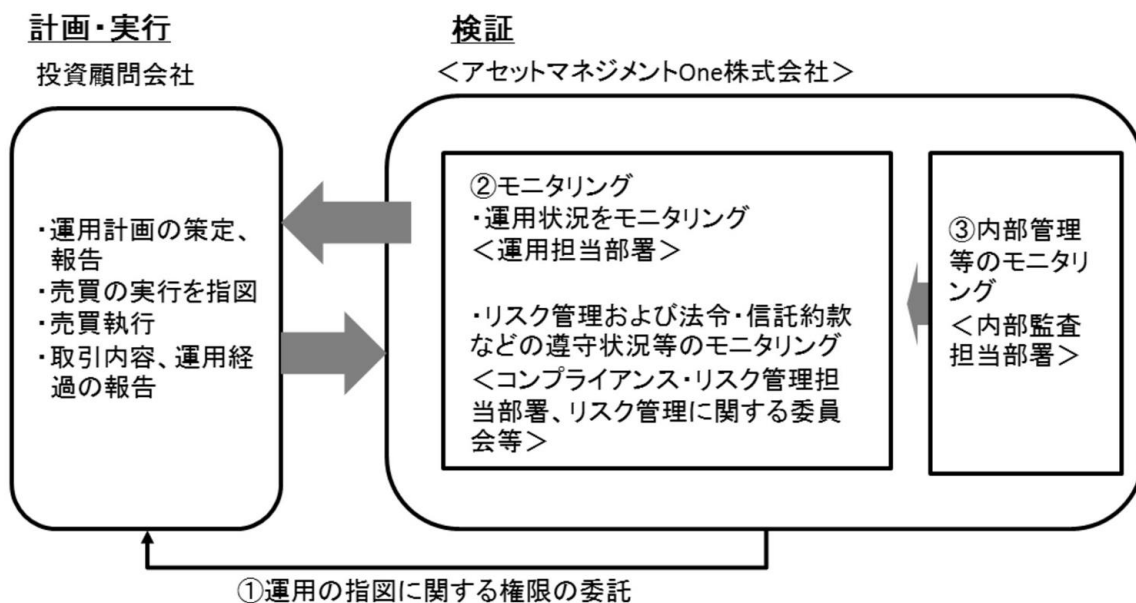 計画・実行
投資顧問会社
・運用計画の策定、
報告
・売買の実行を指図
・売買執行
・取引内容、運用経
過の報告
検証
＜アセットマネジメントOne株式会社＞
②モニタリング
・運用状況をモニタリング
＜運用担当部署＞
・リスク管理および法令・信託約款
などの遵守状況等のモニタリング
＜コンプライアンス・リスク管理担
当部署、リスク管理に関する委員
会等＞
③内部管理
等のモニタリ
ング
＜内部監査
担当部署＞
①運用の指図に関する権限の委託